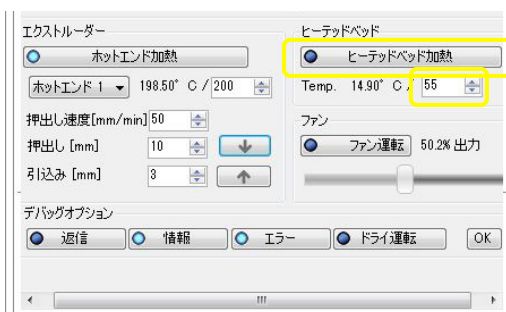 エクストルーダー
ホットエンド加熱
ホットエンド 1 198.50° C / 200
押出し速度[mm/min] 50
押出し [mm] 10
引込み [mm] 3
ヒーテッドベッド
ヒーテッドベッド加熱
Temp. 14.90° C / 55
ファン
ファン運転 50.2% 出力
デバッグオプション
返信 情報 エラー ドライ運転 OK